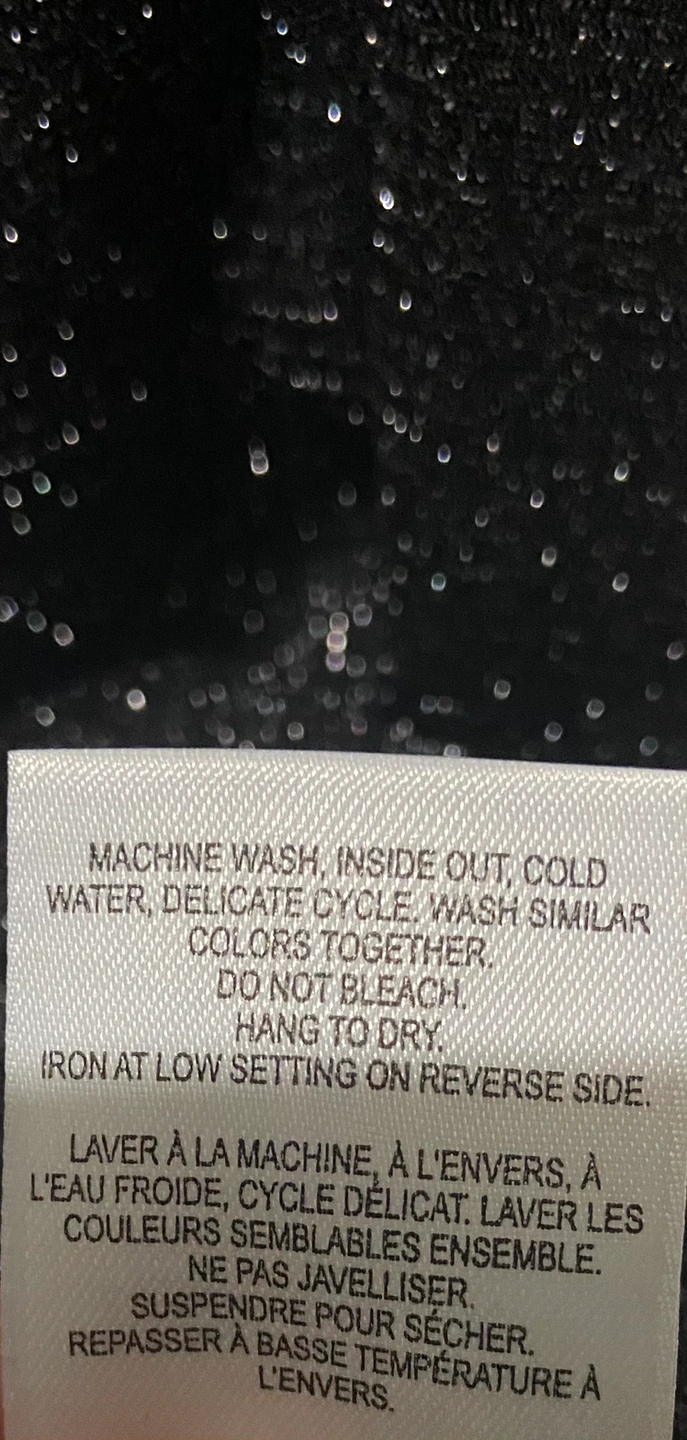 MACHINE WASH, INSIDE OUT, COLD
WATER, DELICATE CYCLE. WASH SIMILAR
COLORS TOGETHER.
DO NOT BLEACH.
HANG TO DRY.
IRON AT LOW SETTING ON REVERSE SIDE.
LAVER À LA MACHINE, À L'ENVERS, À
L'EAU FROIDE, CYCLE DÉLICAT. LAVER LES
COULEURS SEMBLABLES ENSEMBLE.
NE PAS JAVELLISER.
SUSPENDRE POUR SÉCHER.
REPASSER À BASSE TEMPÉRATURE À
L'ENVERS.